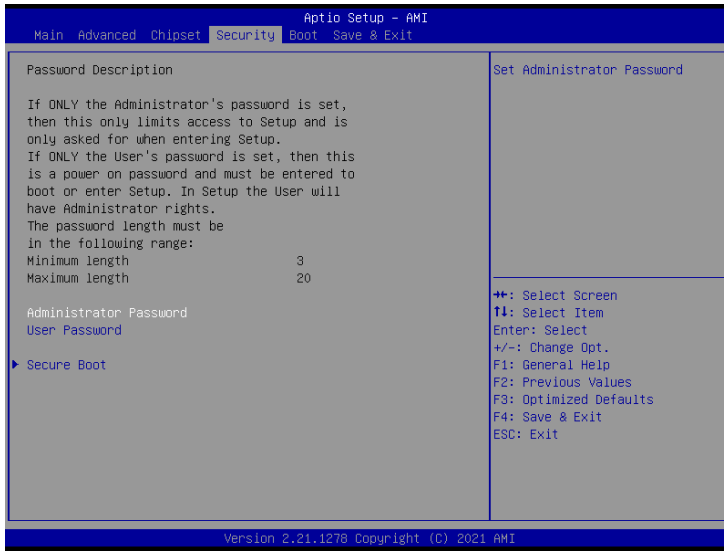 Aptio Setup – AMI
Main Advanced Chipset Security Boot Save & Exit
Password Description
If ONLY the Administrator's password is set,
then this only limits access to Setup and is
only asked for when entering Setup.
If ONLY the User's password is set, then this
is a power on password and must be entered to
boot or enter Setup. In Setup the User will
have Administrator rights.
The password length must be
in the following range:
Minimum length 3
Maximum length 20
Administrator Password
User Password
Secure Boot
Set Administrator Password
→←: Select Screen
↑↓: Select Item
Enter: Select
+/-: Change Opt.
F1: General Help
F2: Previous Values
F3: Optimized Defaults
F4: Save & Exit
ESC: Exit
Version 2.21.1278 Copyright (C) 2021 AMI